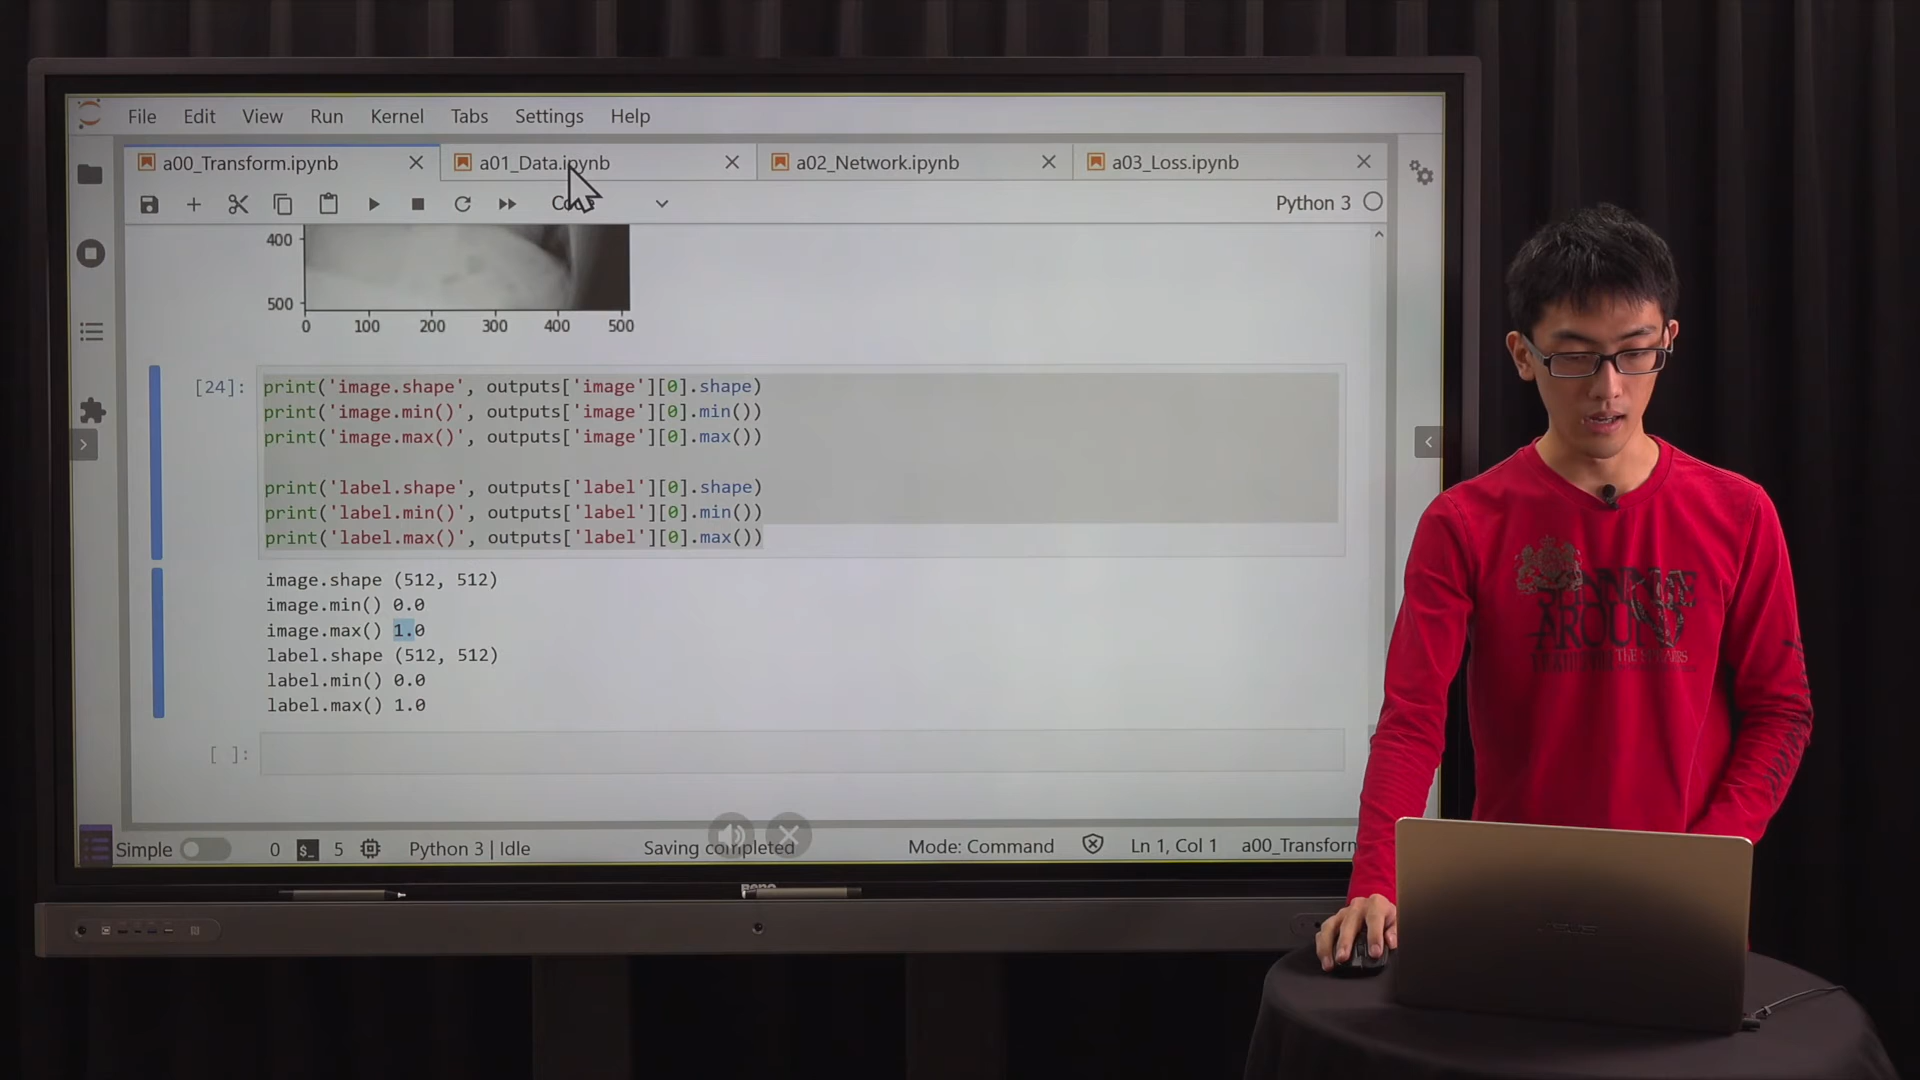 File Edit View Run Kernel Tabs Settings Help
a00_Transform.ipynb a01_Data.ipynb a02_Network.ipynb a03_Loss.ipynb
Code Python 3
400
500
0 100 200 300 400 500
[24]: print('image.shape', outputs['image'][0].shape)
print('image.min()', outputs['image'][0].min())
print('image.max()', outputs['image'][0].max())
print('label.shape', outputs['label'][0].shape)
print('label.min()', outputs['label'][0].min())
print('label.max()', outputs['label'][0].max())
image.shape (512, 512)
image.min() 0.0
image.max() 1.0
label.shape (512, 512)
label.min() 0.0
label.max() 1.0
[ ]:
Simple 0 $_ 5 Python 3 | Idle Saving completed Mode: Command Ln 1, Col 1 a00_Transform
BenQ
AROUND
THE
ASUS